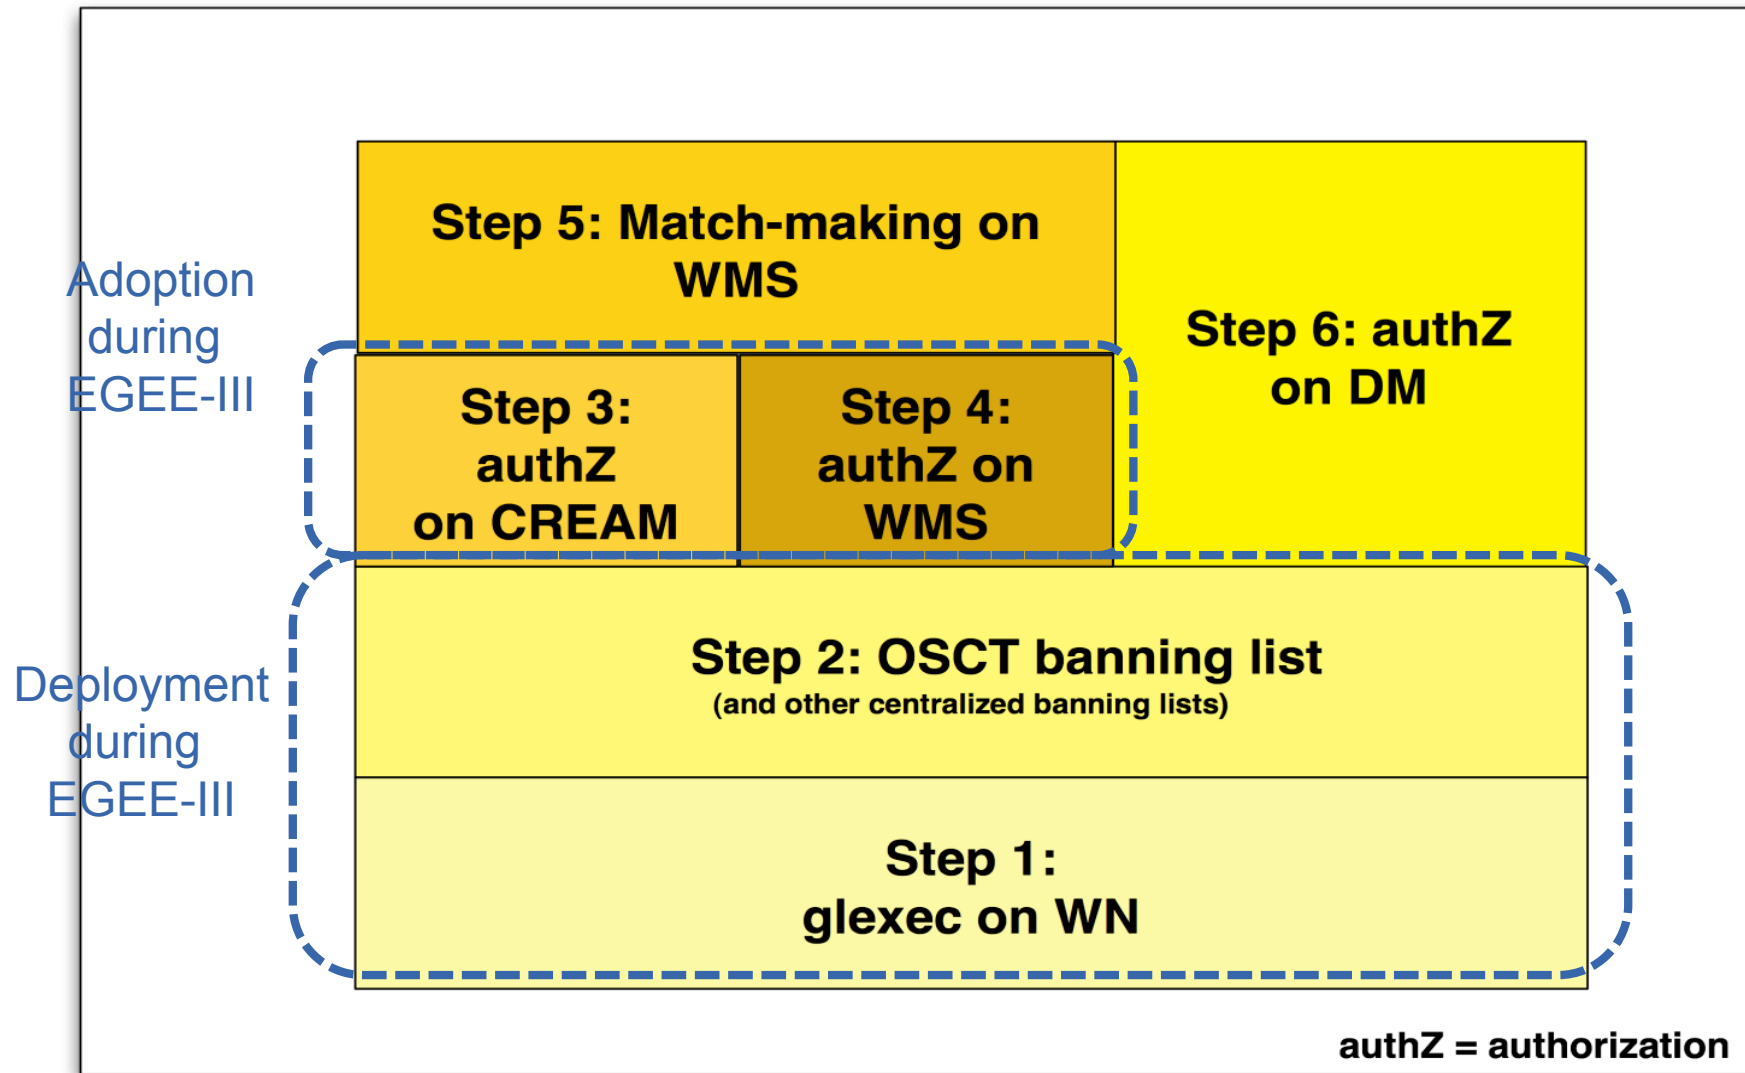 Step 5: Match-making on
WMS
Adoption
during
EGEE-III
Step 6: authZ
on DM
Step 3:
authZ
on CREAM
Step 4:
authZ on
WMS
Deployment
during
EGEE-III
Step 2: OSCT banning list
(and other centralized banning lists)
Step 1:
glexec on WN
authZ = authorization